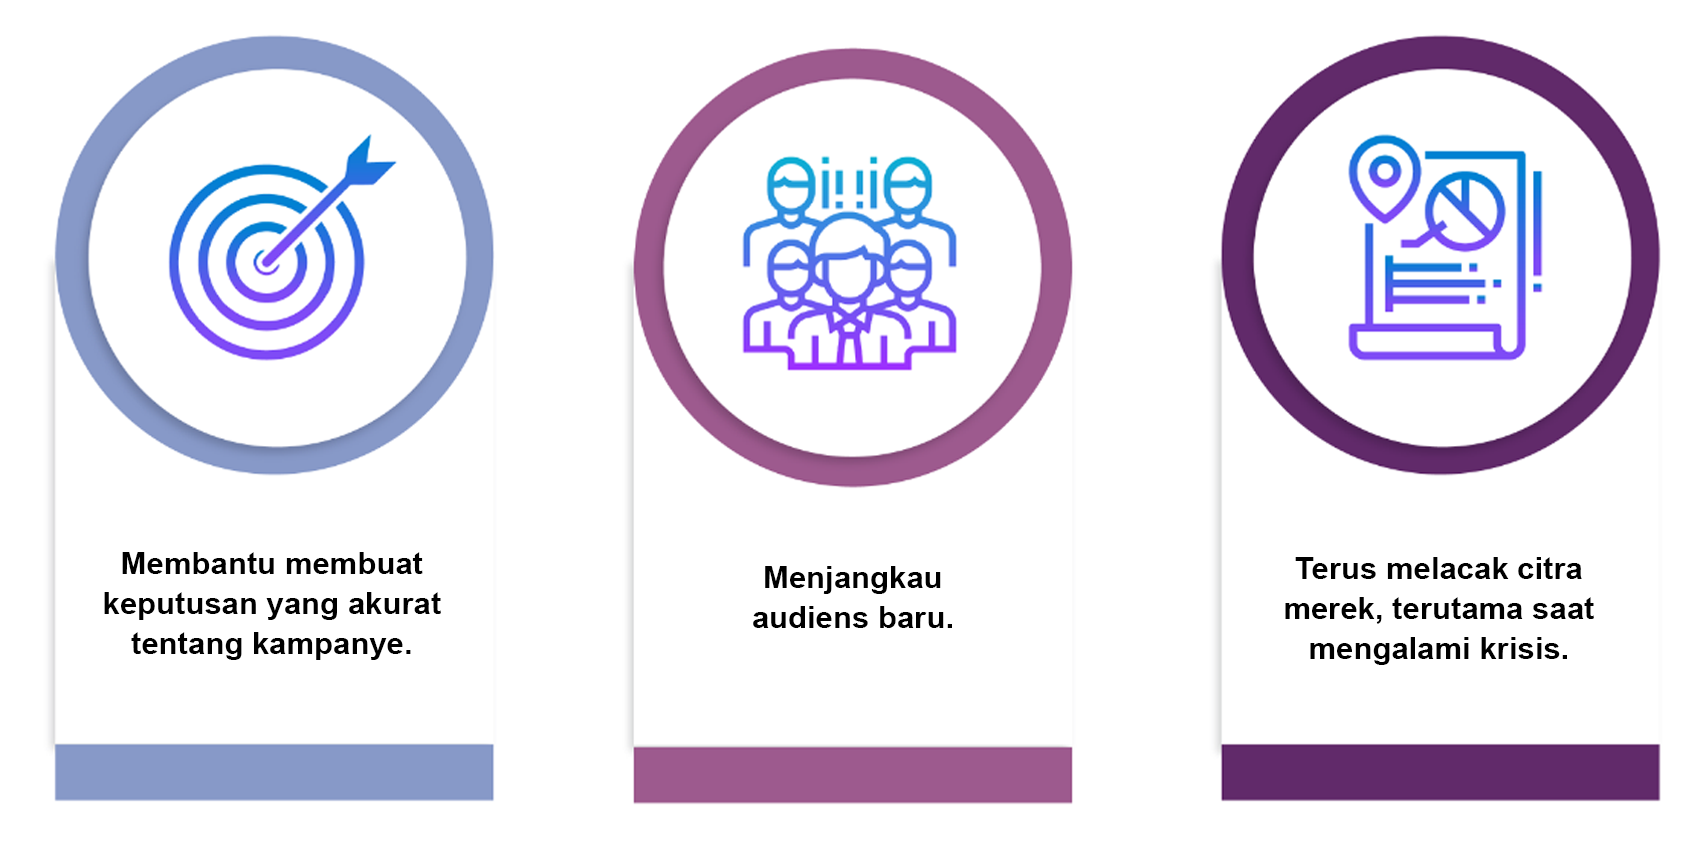 Membantu membuat
keputusan yang akurat
tentang kampanye.
Menjangkau
audiens baru.
Terus melacak citra
merek, terutama saat
mengalami krisis.